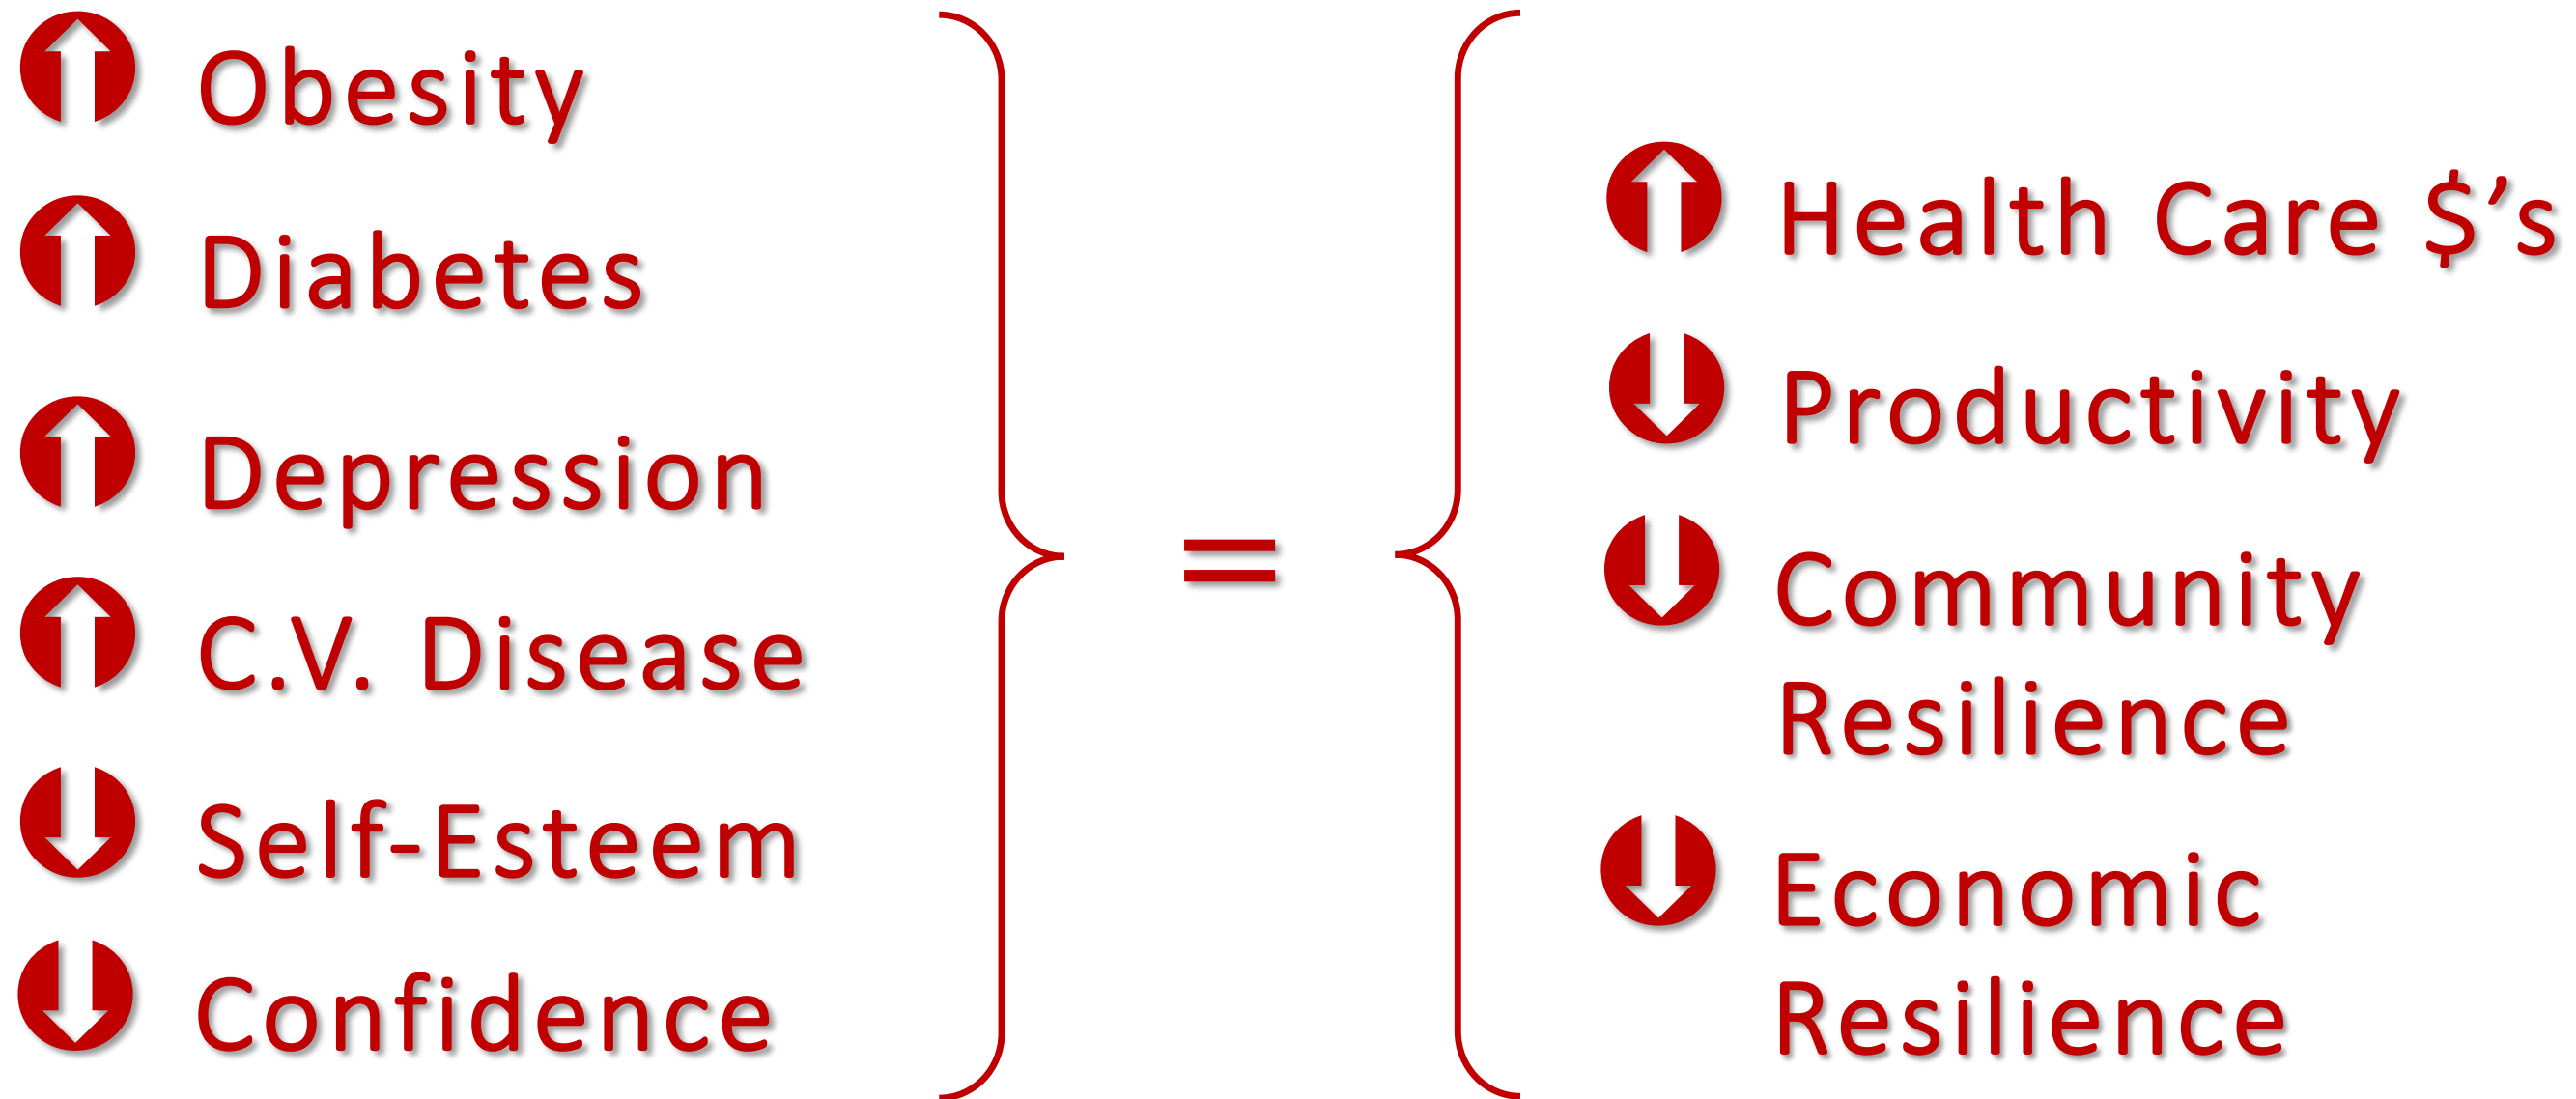 Obesity
Diabetes
Depression
C.V. Disease
Self-Esteem
Confidence
=
Health Care $’s
Productivity
Community
Resilience
Economic
Resilience